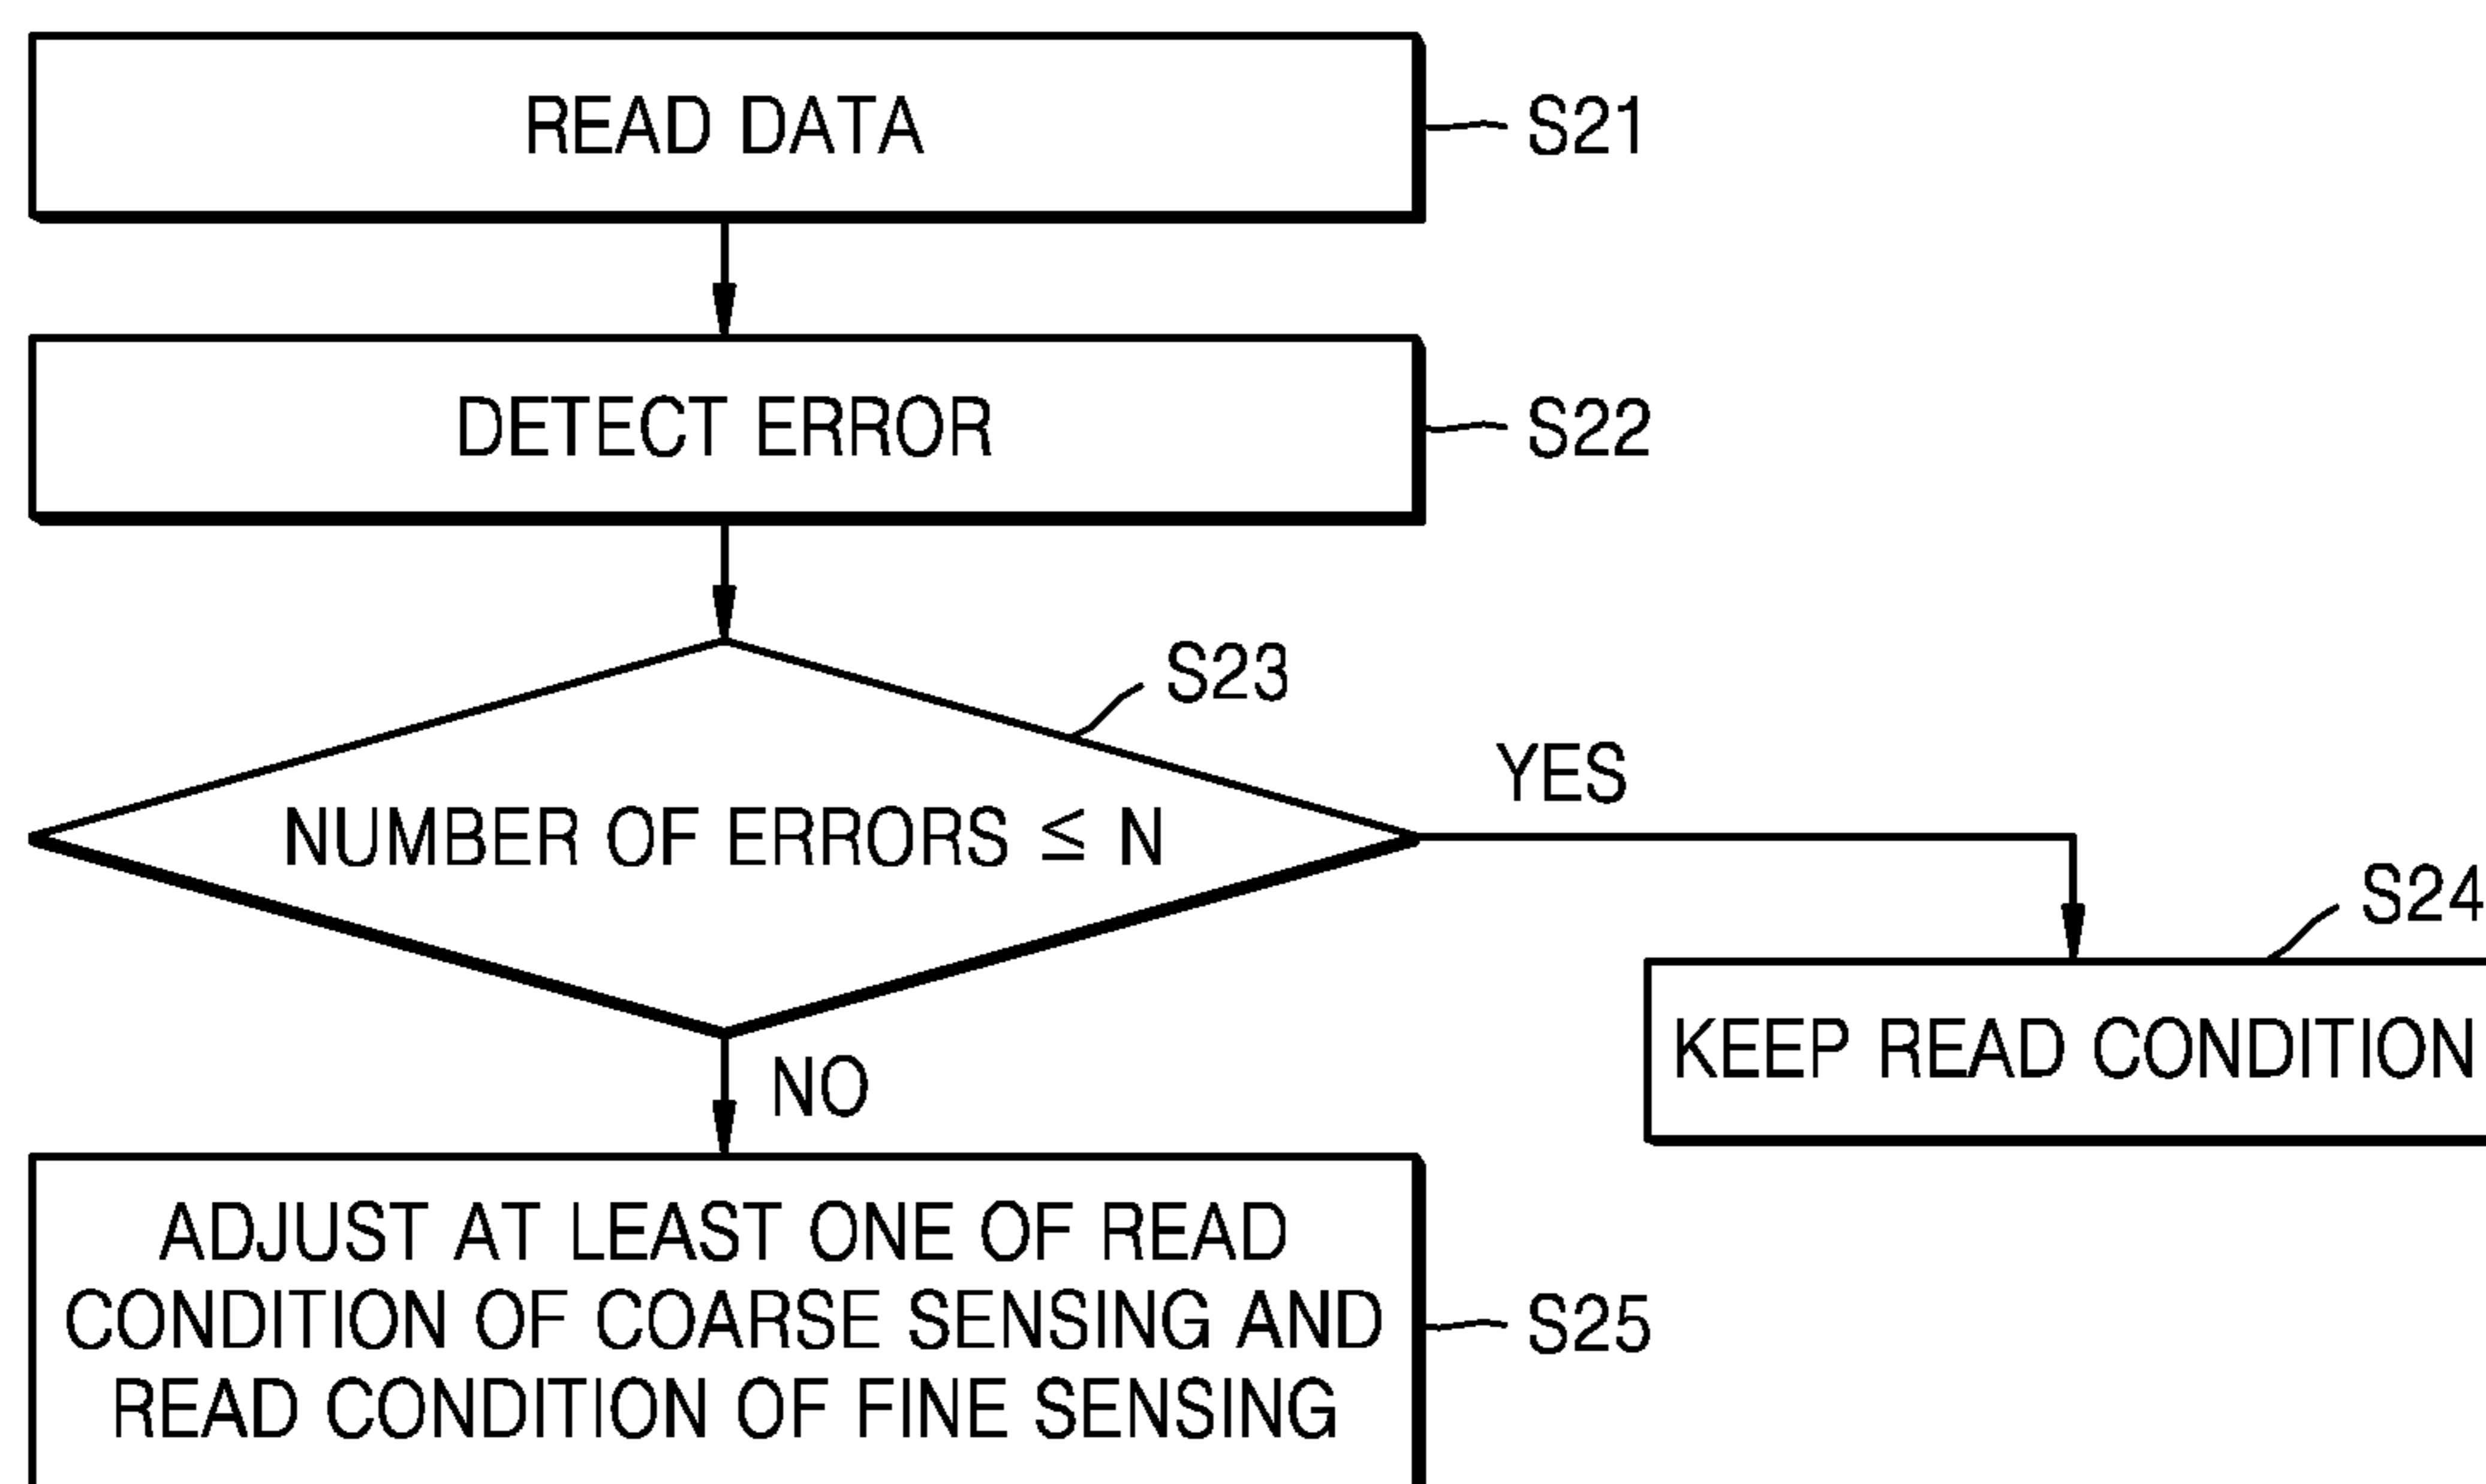 READ DATA
S21
DETECT ERROR
S22
S23
NUMBER OF ERRORS ≤ N
YES
S24
KEEP READ CONDITION
NO
ADJUST AT LEAST ONE OF READ
CONDITION OF COARSE SENSING AND
READ CONDITION OF FINE SENSING
S25